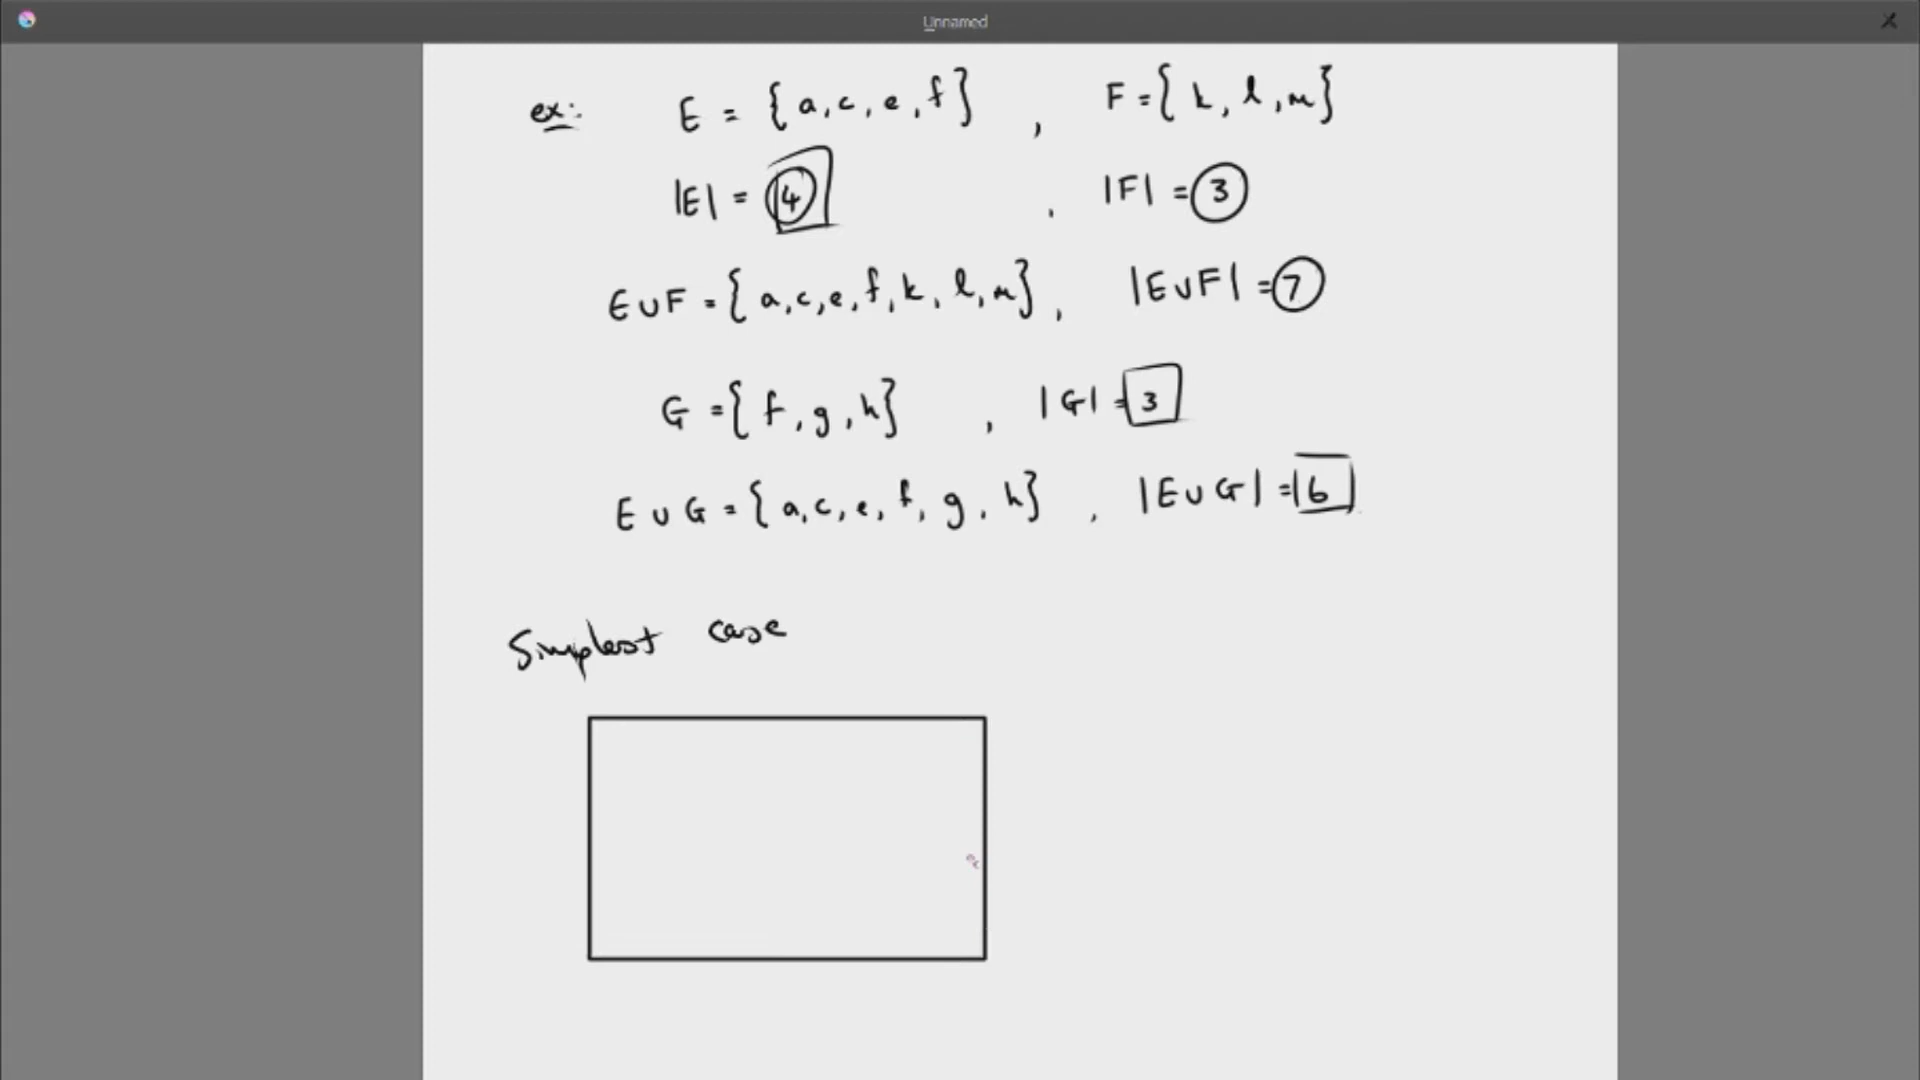 Unnamed
ex: E = {a, c, e, f} , F = {k, l, m}
|E| = 4 , |F| = 3
E ∪ F = {a, c, e, f, k, l, m} , |E ∪ F| = 7
G = {f, g, h} , |G| = 3
E ∪ G = {a, c, e, f, g, h} , |E ∪ G| = 6
Simplest case